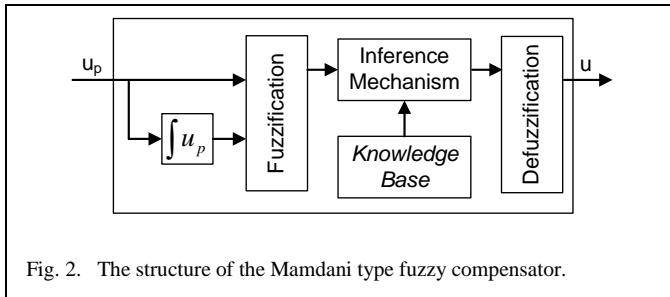 u_p
∫u_p
Fuzzification
Inference
Mechanism
Knowledge
Base
Defuzzification
u
Fig. 2. The structure of the Mamdani type fuzzy compensator.